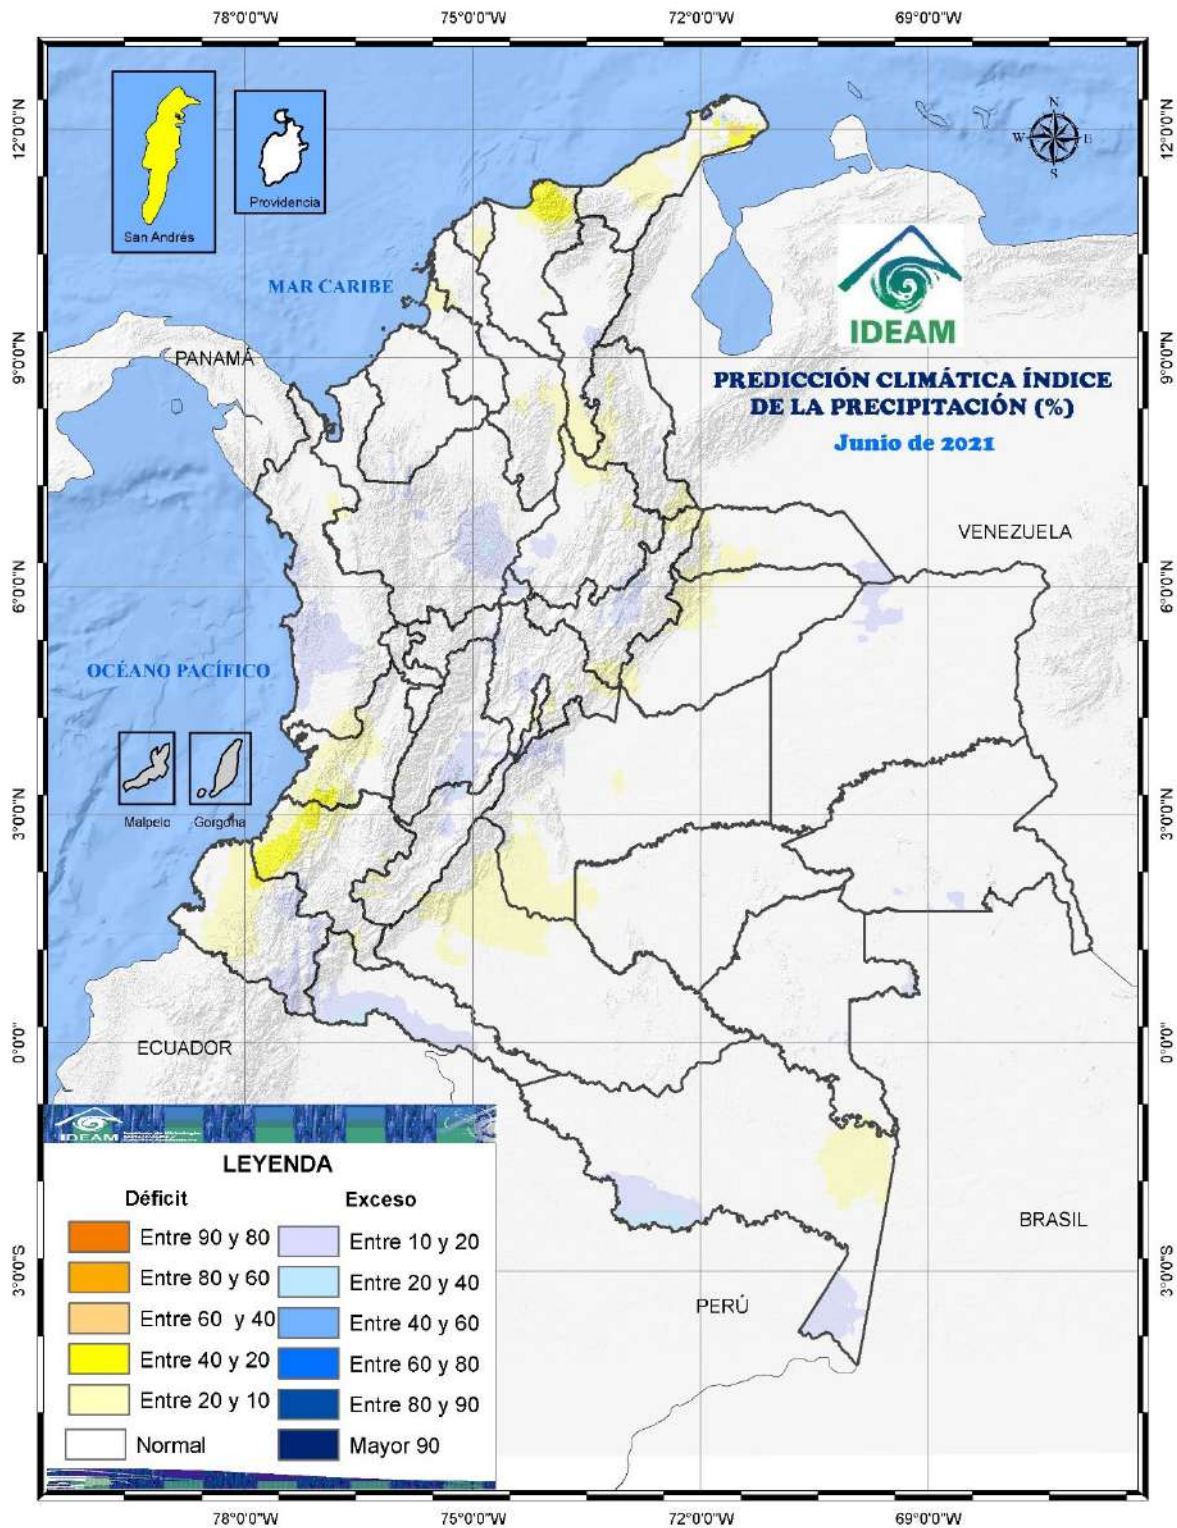 78°0'0"W 75°0'0"W 72°0'0"W 69°0'0"W
12°0'0"N
12°0'0"N
N
W E
S
San Andrés
Providencia
MAR CARIBE
IDEAM
9°0'0"N
9°0'0"N
PANAMÁ
PREDICCIÓN CLIMÁTICA ÍNDICE
DE LA PRECIPITACIÓN (%)
Junio de 2021
VENEZUELA
6°0'0"N
6°0'0"N
OCÉANO PACÍFICO
Malpelo
Gorgona
3°0'0"N
3°0'0"N
ECUADOR
0°0'0"
0°0'0"
IDEAM
LEYENDA
Déficit
Exceso
Entre 90 y 80
Entre 10 y 20
Entre 80 y 60
Entre 20 y 40
Entre 60 y 40
Entre 40 y 60
Entre 40 y 20
Entre 60 y 80
Entre 20 y 10
Entre 80 y 90
Normal
Mayor 90
BRASIL
PERÚ
3°0'0"S
3°0'0"S
78°0'0"W 75°0'0"W 72°0'0"W 69°0'0"W